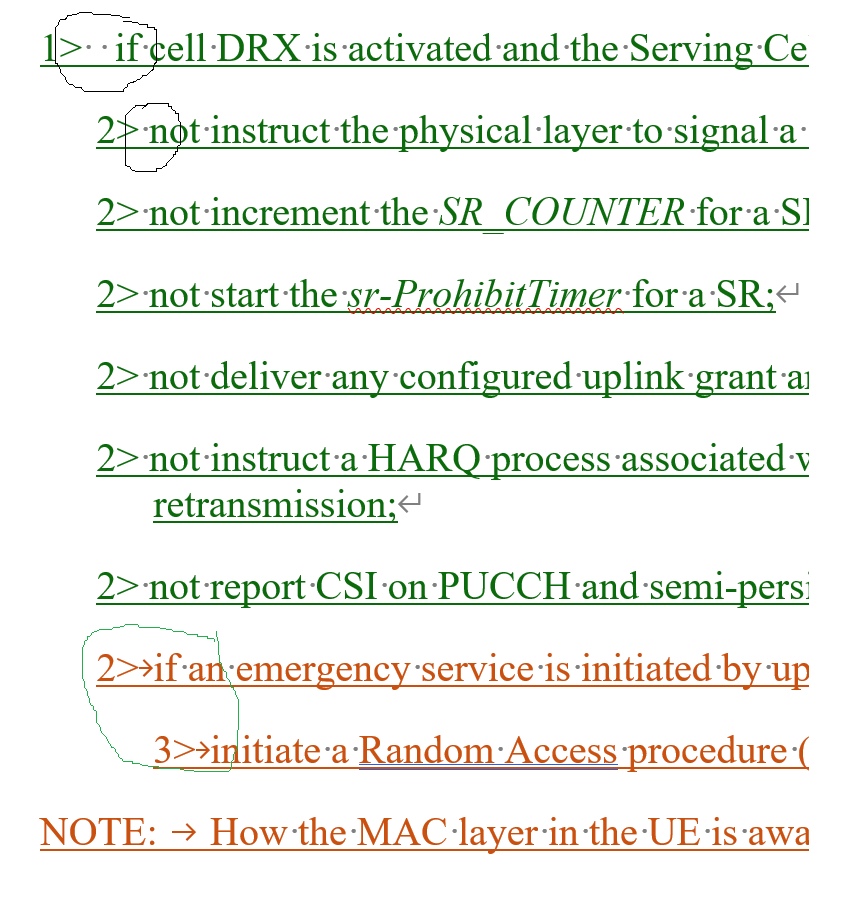 1> if cell DRX is activated and the Serving Ce
2> not instruct the physical layer to signal a
2> not increment the SR_COUNTER for a S
2> not start the sr-ProhibitTimer for a SR;
2> not deliver any configured uplink grant a
2> not instruct a HARQ process associated
retransmission;
2> not report CSI on PUCCH and semi-persi
2>→if an emergency service is initiated by up
3>→initiate a Random Access procedure (
NOTE: → How the MAC layer in the UE is awa